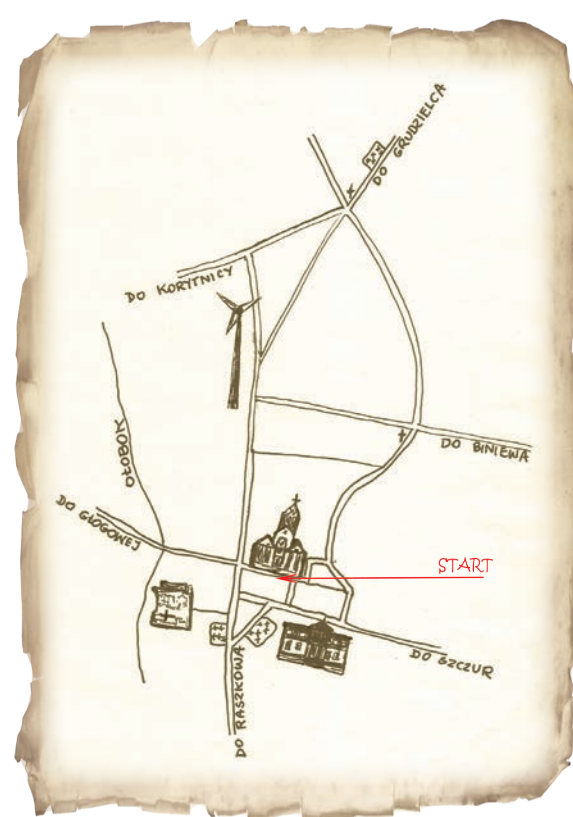 DO GRUDZIELCA
DO KORYTNICY
OŁOBOK
DO BINIEWA
DO GŁOGOWEJ
START
DO SZCZUR
DO RASZKOWA